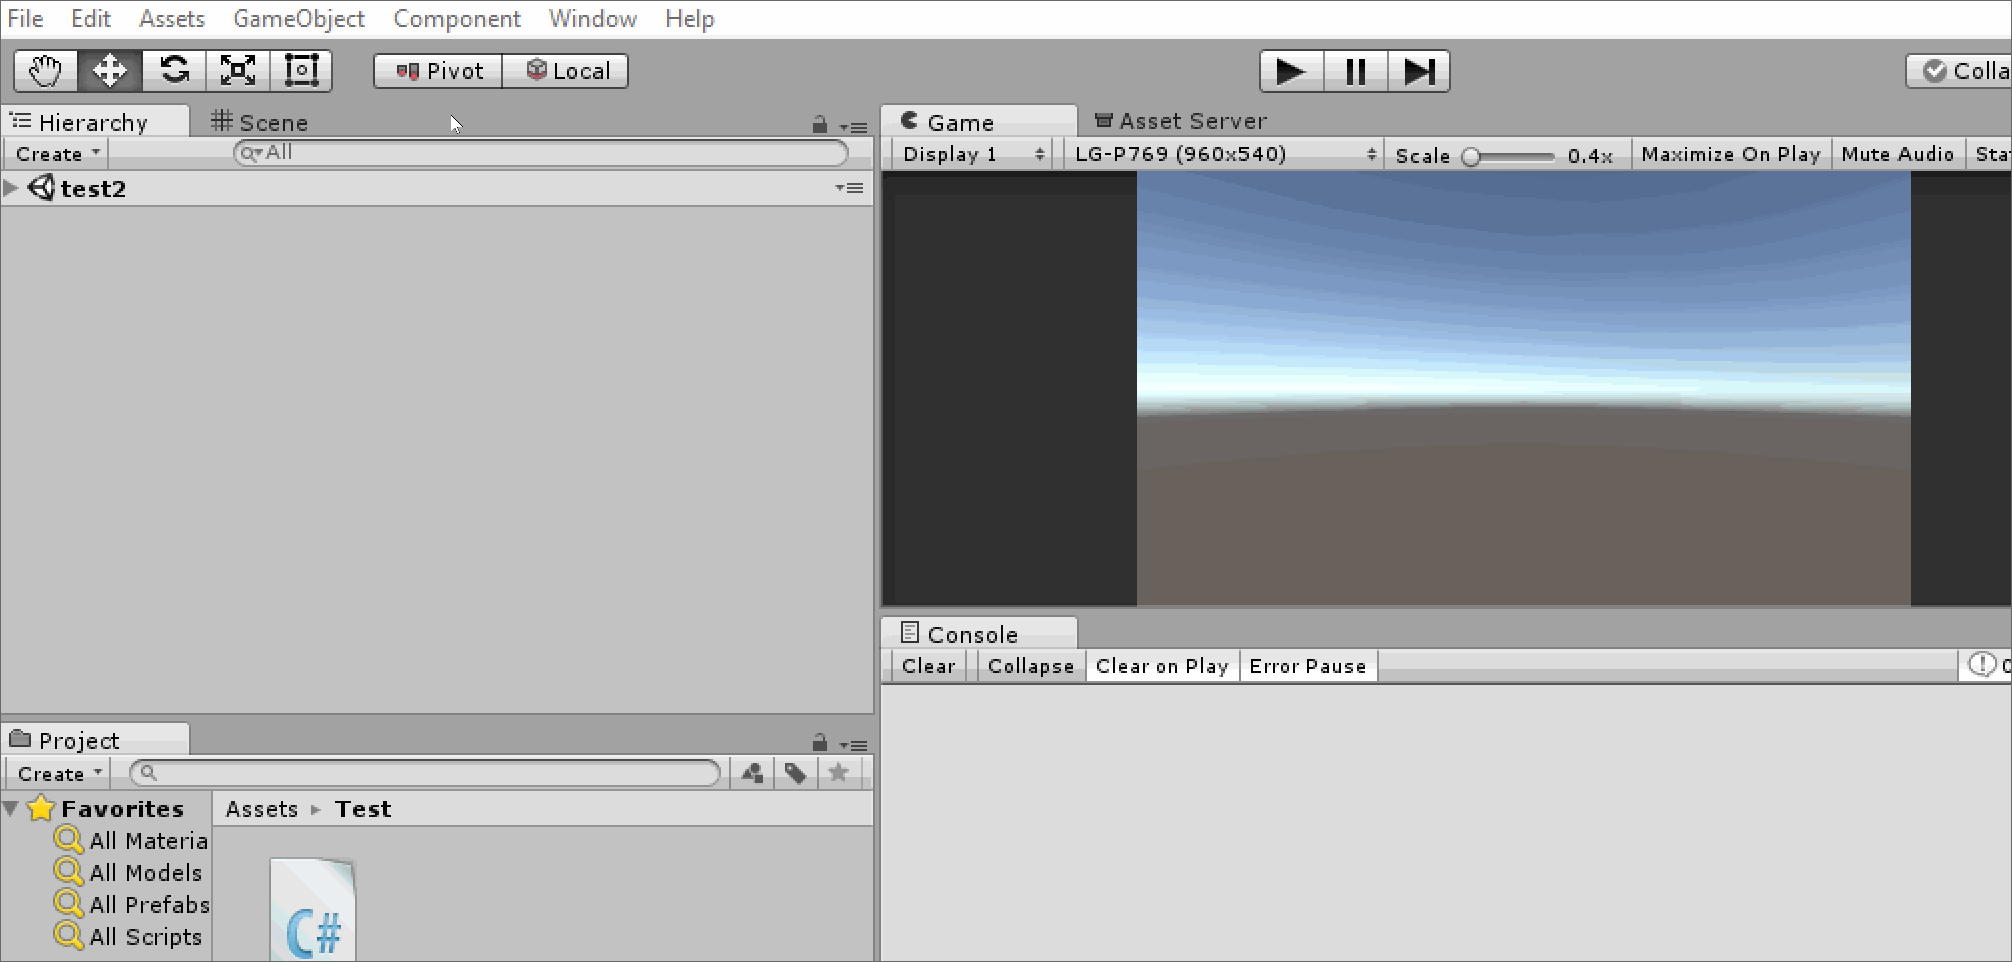 File Edit Assets GameObject Component Window Help
Pivot Local
Colla
Hierarchy Scene
Create All
test2
Game Asset Server
Display 1 LG-P769 (960x540) Scale 0.4x Maximize On Play Mute Audio Stat
Console
Clear Collapse Clear on Play Error Pause
Project
Create
Favorites
All Materia
All Models
All Prefabs
All Scripts
Assets Test
C#